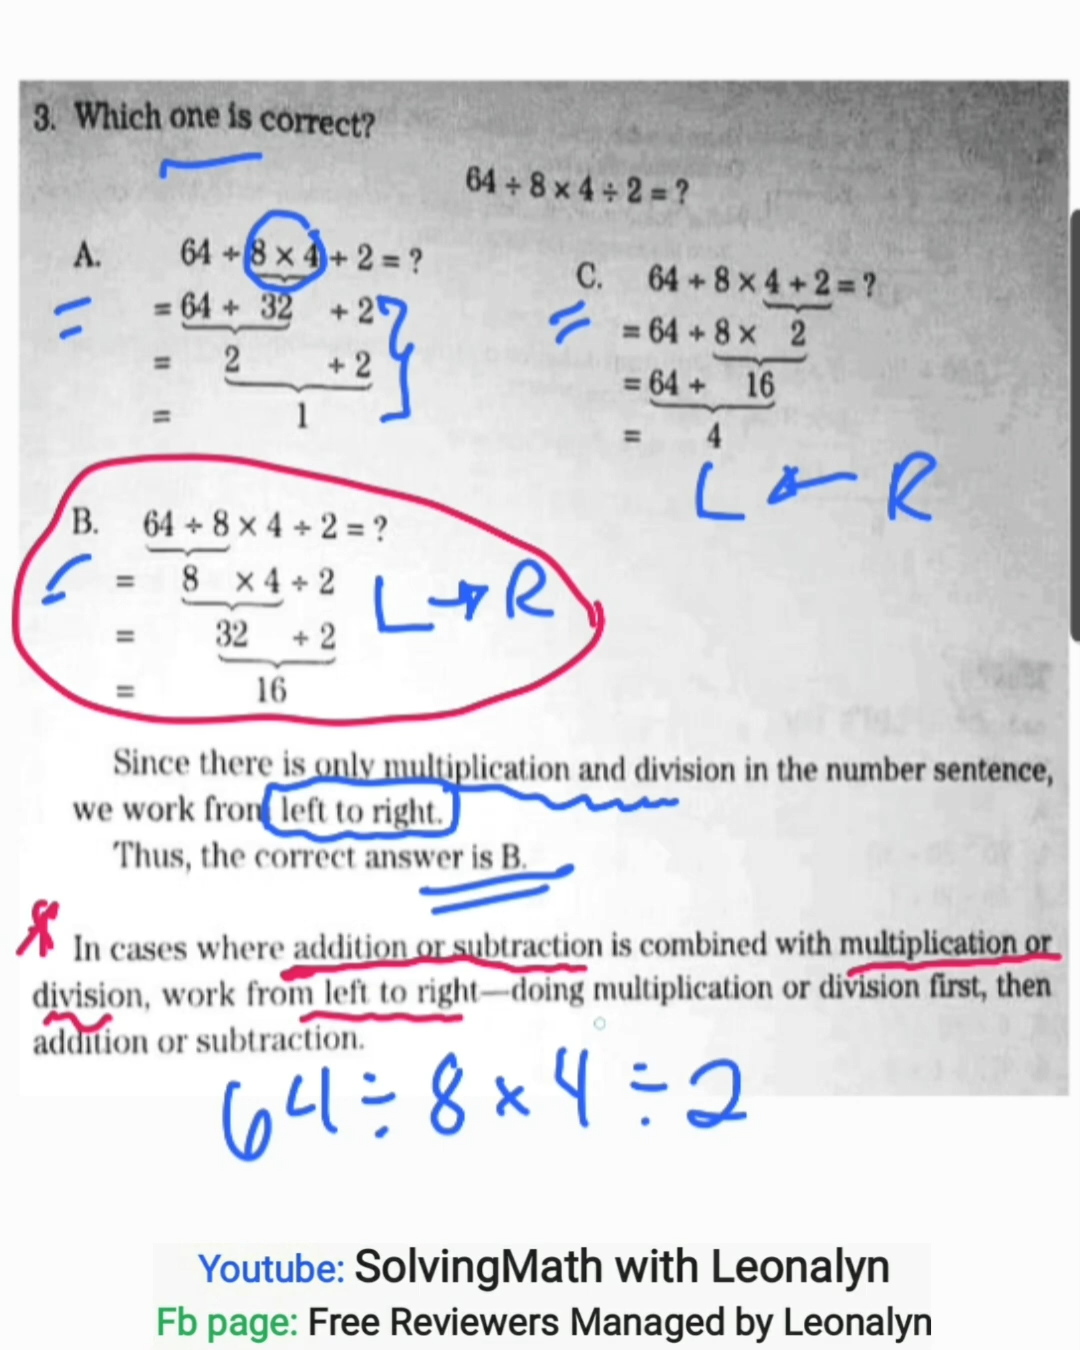 3. Which one is correct?
64 ÷ 8 × 4 ÷ 2 = ?
A. 64 ÷ 8 × 4 ÷ 2 = ?
= 64 ÷ 32 ÷ 2
= 2 ÷ 2
= 1
C. 64 ÷ 8 × 4 ÷ 2 = ?
= 64 ÷ 8 × 2
= 64 ÷ 16
= 4
L ← R
B. 64 ÷ 8 × 4 ÷ 2 = ?
= 8 × 4 ÷ 2
= 32 ÷ 2
= 16
L → R
Since there is only multiplication and division in the number sentence,
we work from left to right.
Thus, the correct answer is B.
In cases where addition or subtraction is combined with multiplication or
division, work from left to right—doing multiplication or division first, then
addition or subtraction.
64 ÷ 8 × 4 ÷ 2
Youtube: SolvingMath with Leonalyn
Fb page: Free Reviewers Managed by Leonalyn